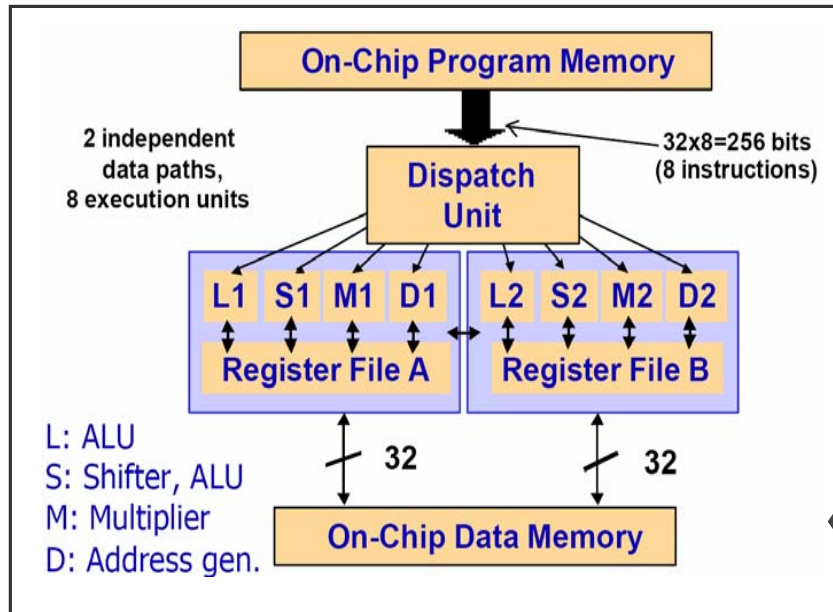 On-Chip Program Memory
2 independent
data paths,
8 execution units
32x8=256 bits
(8 instructions)
Dispatch
Unit
L1 S1 M1 D1 L2 S2 M2 D2
Register File A Register File B
32 32
L: ALU
S: Shifter, ALU
M: Multiplier
D: Address gen.
On-Chip Data Memory